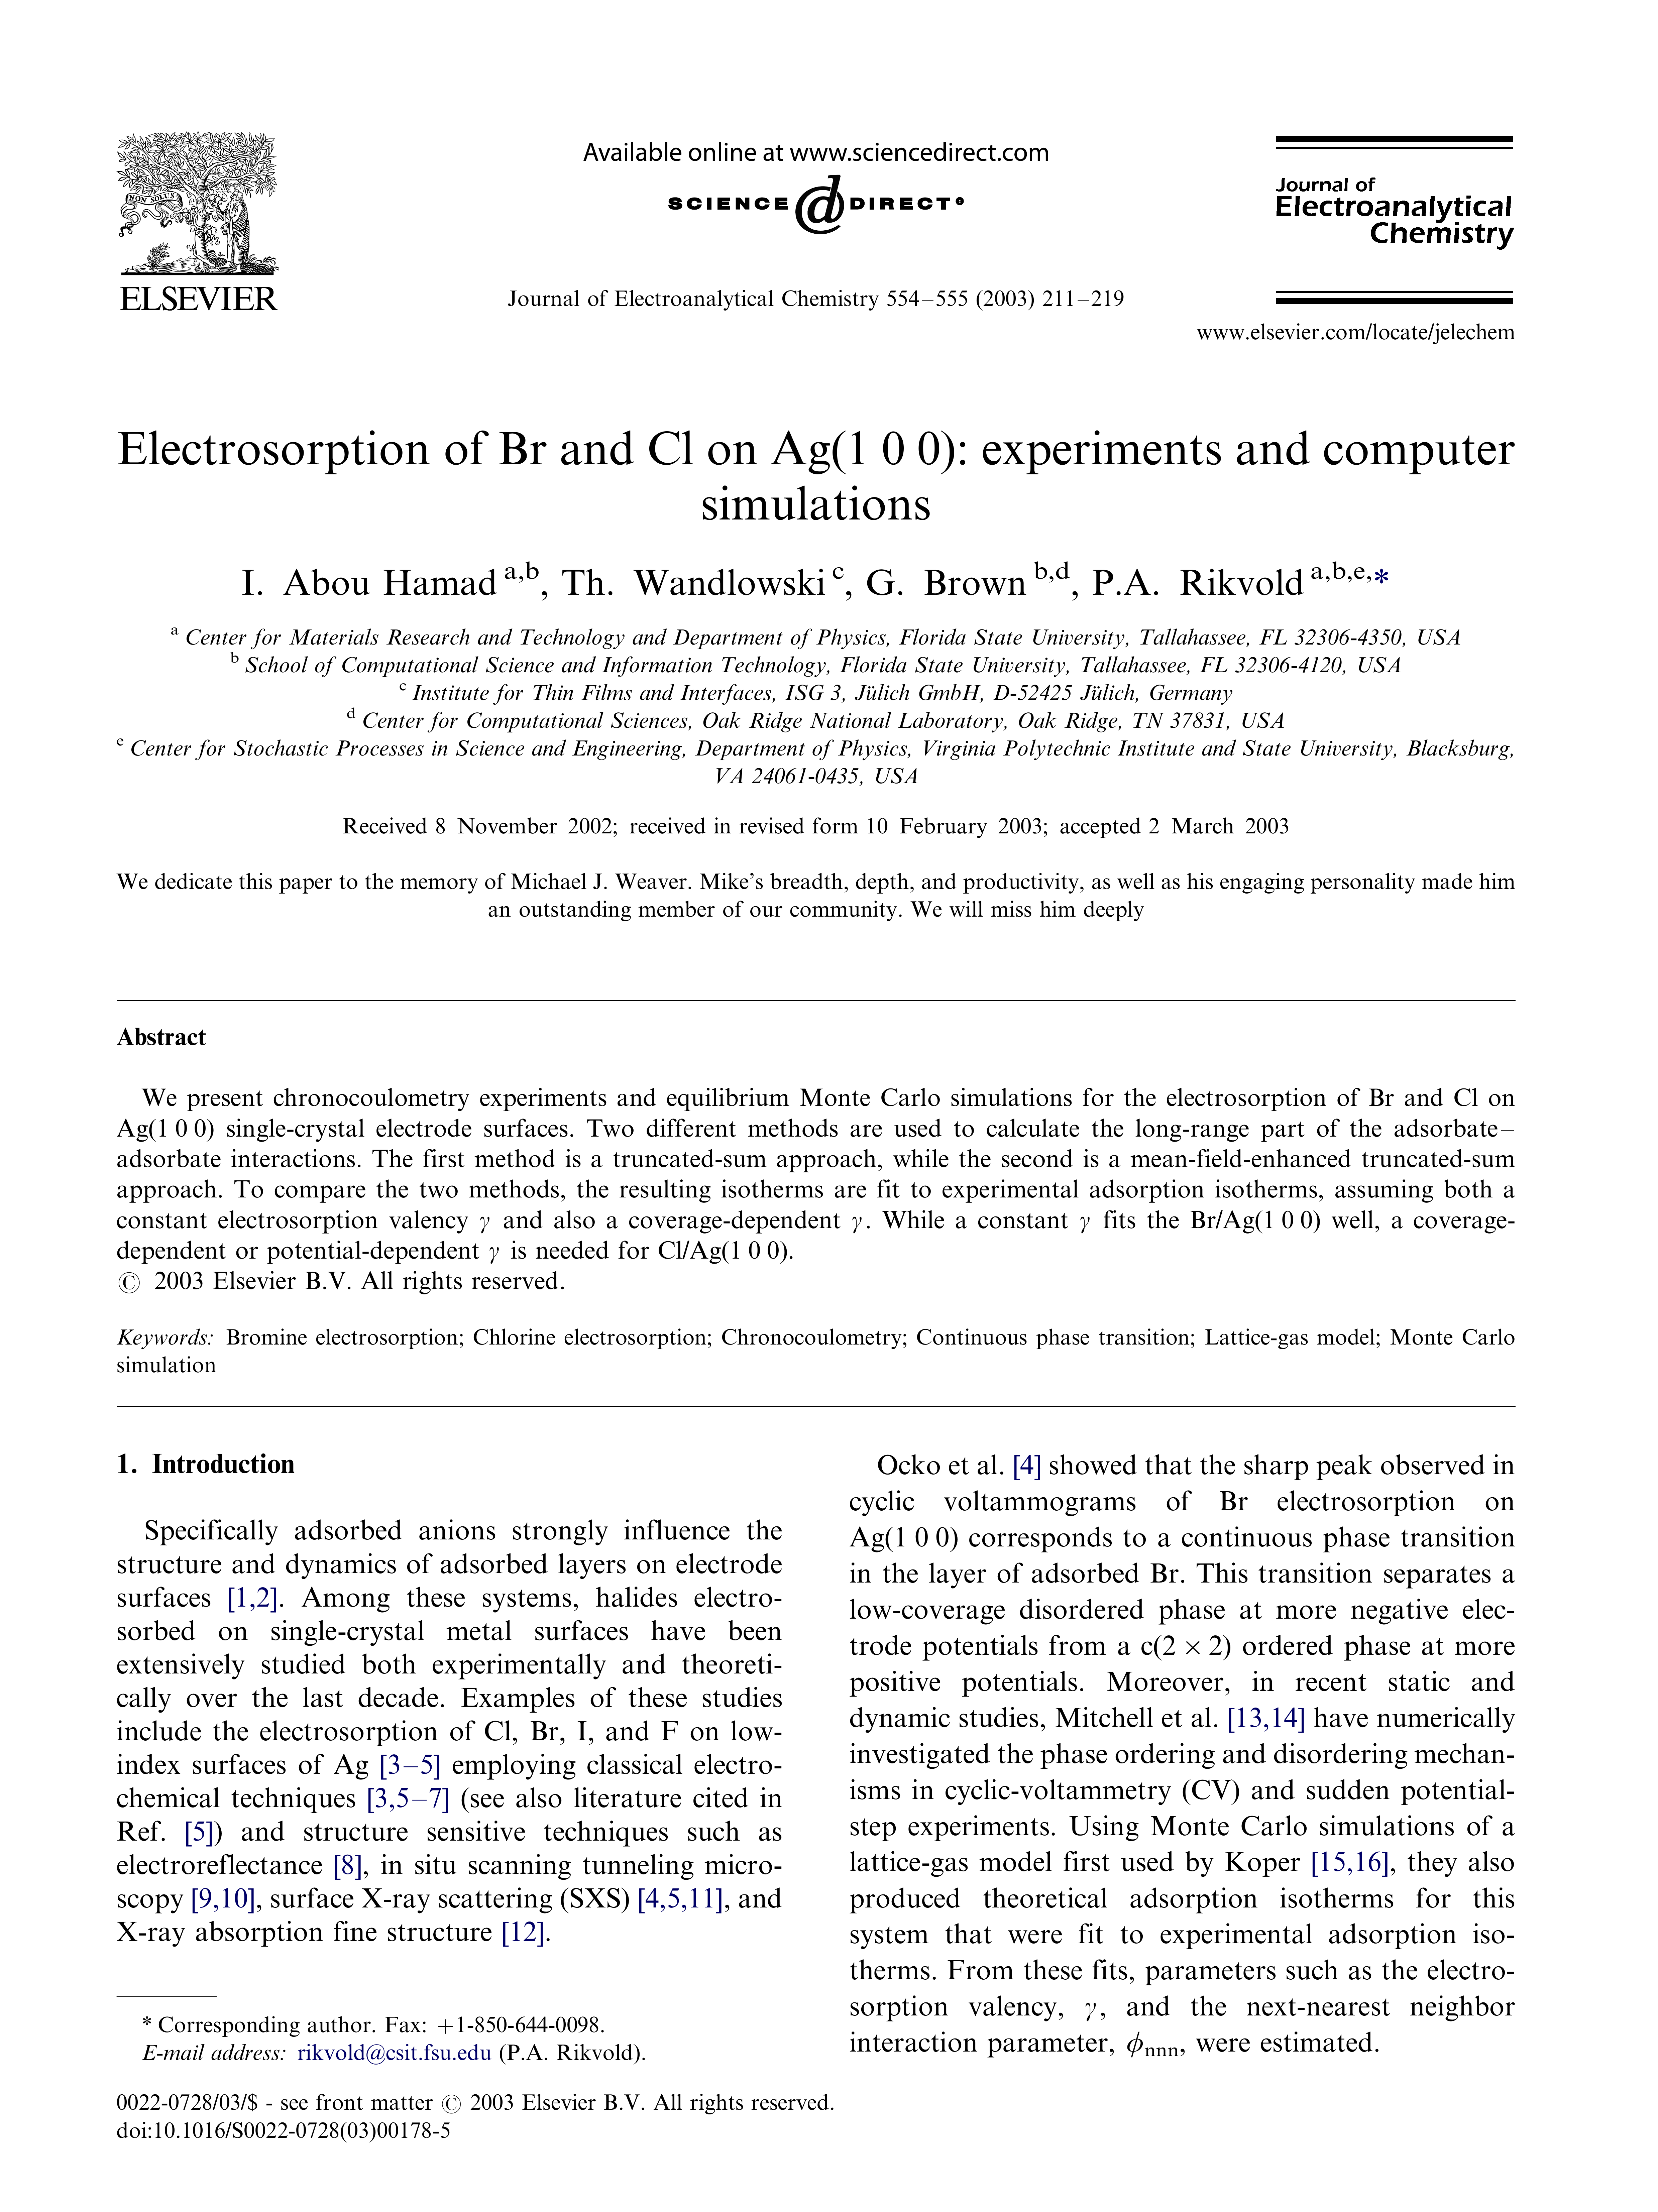 NON SOLUS
ELSEVIER
Available online at www.sciencedirect.com
SCIENCE @ DIRECT®
Journal of Electroanalytical Chemistry 554–555 (2003) 211–219
Journal of
Electroanalytical
Chemistry
www.elsevier.com/locate/jelechem
Electrosorption of Br and Cl on Ag(1 0 0): experiments and computer
simulations
I. Abou Hamad a,b, Th. Wandlowski c, G. Brown b,d, P.A. Rikvold a,b,e,*
a Center for Materials Research and Technology and Department of Physics, Florida State University, Tallahassee, FL 32306-4350, USA
b School of Computational Science and Information Technology, Florida State University, Tallahassee, FL 32306-4120, USA
c Institute for Thin Films and Interfaces, ISG 3, Jülich GmbH, D-52425 Jülich, Germany
d Center for Computational Sciences, Oak Ridge National Laboratory, Oak Ridge, TN 37831, USA
e Center for Stochastic Processes in Science and Engineering, Department of Physics, Virginia Polytechnic Institute and State University, Blacksburg,
VA 24061-0435, USA
Received 8 November 2002; received in revised form 10 February 2003; accepted 2 March 2003
We dedicate this paper to the memory of Michael J. Weaver. Mike's breadth, depth, and productivity, as well as his engaging personality made him
an outstanding member of our community. We will miss him deeply
Abstract
We present chronocoulometry experiments and equilibrium Monte Carlo simulations for the electrosorption of Br and Cl on
Ag(1 0 0) single-crystal electrode surfaces. Two different methods are used to calculate the long-range part of the adsorbate–
adsorbate interactions. The first method is a truncated-sum approach, while the second is a mean-field-enhanced truncated-sum
approach. To compare the two methods, the resulting isotherms are fit to experimental adsorption isotherms, assuming both a
constant electrosorption valency γ and also a coverage-dependent γ. While a constant γ fits the Br/Ag(1 0 0) well, a coverage-
dependent or potential-dependent γ is needed for Cl/Ag(1 0 0).
© 2003 Elsevier B.V. All rights reserved.
Keywords: Bromine electrosorption; Chlorine electrosorption; Chronocoulometry; Continuous phase transition; Lattice-gas model; Monte Carlo
simulation
1. Introduction
Specifically adsorbed anions strongly influence the
structure and dynamics of adsorbed layers on electrode
surfaces [1,2]. Among these systems, halides electro-
sorbed on single-crystal metal surfaces have been
extensively studied both experimentally and theoreti-
cally over the last decade. Examples of these studies
include the electrosorption of Cl, Br, I, and F on low-
index surfaces of Ag [3–5] employing classical electro-
chemical techniques [3,5–7] (see also literature cited in
Ref. [5]) and structure sensitive techniques such as
electroreflectance [8], in situ scanning tunneling micro-
scopy [9,10], surface X-ray scattering (SXS) [4,5,11], and
X-ray absorption fine structure [12].
* Corresponding author. Fax: +1-850-644-0098.
E-mail address: rikvold@csit.fsu.edu (P.A. Rikvold).
Ocko et al. [4] showed that the sharp peak observed in
cyclic voltammograms of Br electrosorption on
Ag(1 0 0) corresponds to a continuous phase transition
in the layer of adsorbed Br. This transition separates a
low-coverage disordered phase at more negative elec-
trode potentials from a c(2 × 2) ordered phase at more
positive potentials. Moreover, in recent static and
dynamic studies, Mitchell et al. [13,14] have numerically
investigated the phase ordering and disordering mechan-
isms in cyclic-voltammetry (CV) and sudden potential-
step experiments. Using Monte Carlo simulations of a
lattice-gas model first used by Koper [15,16], they also
produced theoretical adsorption isotherms for this
system that were fit to experimental adsorption iso-
therms. From these fits, parameters such as the electro-
sorption valency, γ, and the next-nearest neighbor
interaction parameter, ϕnnn, were estimated.
0022-0728/03/$ - see front matter © 2003 Elsevier B.V. All rights reserved.
doi:10.1016/S0022-0728(03)00178-5